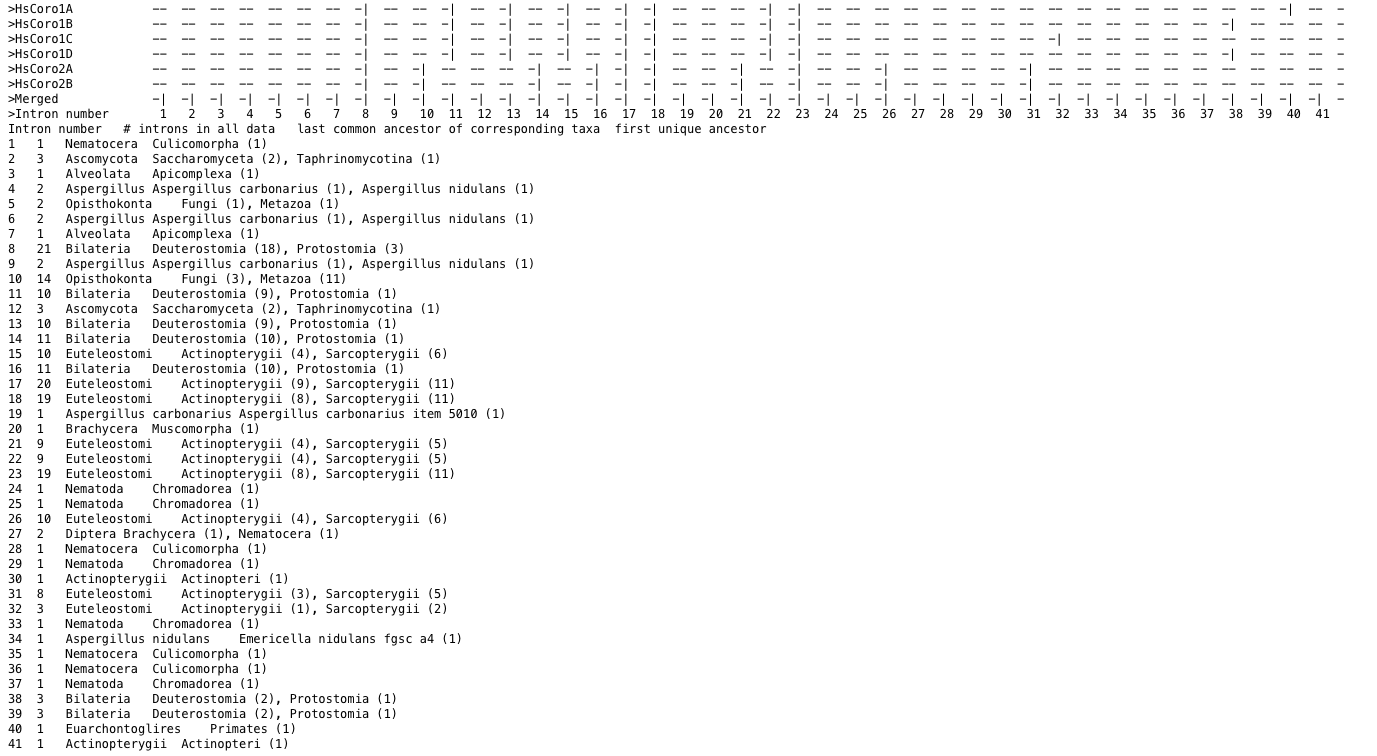 >HsCoro1A -- -- -- -- -- -- -- -| -- -- -| -- -| -- -| -- -| -| -- -- -- -| -| -- -- -- -- -- -- -- -- -- -- -- -- -- -- -- -- -| -- -
>HsCoro1B -- -- -- -- -- -- -- -| -- -- -| -- -| -- -| -- -| -| -- -- -- -| -| -- -- -- -- -- -- -- -- -- -- -- -- -- -- -| -- -- -- -
>HsCoro1C -- -- -- -- -- -- -- -| -- -- -| -- -| -- -| -- -| -| -- -- -- -| -| -- -- -- -- -- -- -- -- -| -- -- -- -- -- -- -- -- -- -
>HsCoro1D -- -- -- -- -- -- -- -| -- -- -| -- -| -- -| -- -| -| -- -- -- -| -| -- -- -- -- -- -- -- -- -- -- -- -- -- -- -| -- -- -- -
>HsCoro2A -- -- -- -- -- -- -- -| -- -| -- -- -- -| -- -| -| -| -- -- -| -- -| -- -- -| -- -- -- -- -| -- -- -- -- -- -- -- -- -- -- -
>HsCoro2B -- -- -- -- -- -- -- -| -- -| -- -- -- -| -- -| -| -| -- -- -| -- -| -- -- -| -- -- -- -- -| -- -- -- -- -- -- -- -- -- -- -
>Merged -| -| -| -| -| -| -| -| -| -| -| -| -| -| -| -| -| -| -| -| -| -| -| -| -| -| -| -| -| -| -| -| -| -| -| -| -| -| -| -| -| -
>Intron number 1 2 3 4 5 6 7 8 9 10 11 12 13 14 15 16 17 18 19 20 21 22 23 24 25 26 27 28 29 30 31 32 33 34 35 36 37 38 39 40 41
Intron number # introns in all data last common ancestor of corresponding taxa first unique ancestor
1 1 Nematocera Culicomorpha (1)
2 3 Ascomycota Saccharomyceta (2), Taphrinomycotina (1)
3 1 Alveolata Apicomplexa (1)
4 2 Aspergillus Aspergillus carbonarius (1), Aspergillus nidulans (1)
5 2 Opisthokonta Fungi (1), Metazoa (1)
6 2 Aspergillus Aspergillus carbonarius (1), Aspergillus nidulans (1)
7 1 Alveolata Apicomplexa (1)
8 21 Bilateria Deuterostomia (18), Protostomia (3)
9 2 Aspergillus Aspergillus carbonarius (1), Aspergillus nidulans (1)
10 14 Opisthokonta Fungi (3), Metazoa (11)
11 10 Bilateria Deuterostomia (9), Protostomia (1)
12 3 Ascomycota Saccharomyceta (2), Taphrinomycotina (1)
13 10 Bilateria Deuterostomia (9), Protostomia (1)
14 11 Bilateria Deuterostomia (10), Protostomia (1)
15 10 Euteleostomi Actinopterygii (4), Sarcopterygii (6)
16 11 Bilateria Deuterostomia (10), Protostomia (1)
17 20 Euteleostomi Actinopterygii (9), Sarcopterygii (11)
18 19 Euteleostomi Actinopterygii (8), Sarcopterygii (11)
19 1 Aspergillus carbonarius Aspergillus carbonarius item 5010 (1)
20 1 Brachycera Muscomorpha (1)
21 9 Euteleostomi Actinopterygii (4), Sarcopterygii (5)
22 9 Euteleostomi Actinopterygii (4), Sarcopterygii (5)
23 19 Euteleostomi Actinopterygii (8), Sarcopterygii (11)
24 1 Nematoda Chromadorea (1)
25 1 Nematoda Chromadorea (1)
26 10 Euteleostomi Actinopterygii (4), Sarcopterygii (6)
27 2 Diptera Brachycera (1), Nematocera (1)
28 1 Nematocera Culicomorpha (1)
29 1 Nematoda Chromadorea (1)
30 1 Actinopterygii Actinopteri (1)
31 8 Euteleostomi Actinopterygii (3), Sarcopterygii (5)
32 3 Euteleostomi Actinopterygii (1), Sarcopterygii (2)
33 1 Nematoda Chromadorea (1)
34 1 Aspergillus nidulans Emericella nidulans fgsc a4 (1)
35 1 Nematocera Culicomorpha (1)
36 1 Nematocera Culicomorpha (1)
37 1 Nematoda Chromadorea (1)
38 3 Bilateria Deuterostomia (2), Protostomia (1)
39 3 Bilateria Deuterostomia (2), Protostomia (1)
40 1 Euarchontoglires Primates (1)
41 1 Actinopterygii Actinopteri (1)